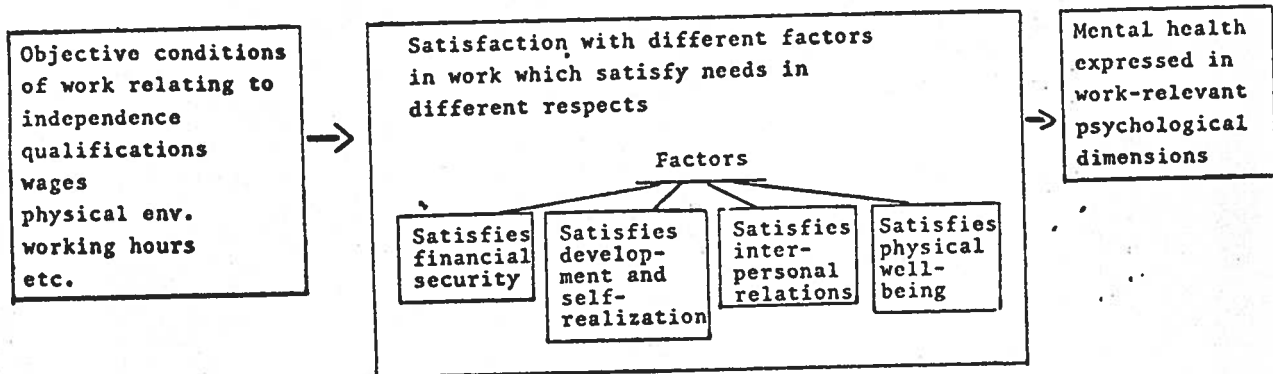 Objective conditions
of work relating to
independence
qualifications
wages
physical env.
working hours
etc.
Satisfaction with different factors
in work which satisfy needs in
different respects
Factors
Satisfies
financial
security
Satisfies
develop-
ment and
self-
realization
Satisfies
inter-
personal
relations
Satisfies
physical
well-
being
Mental health
expressed in
work-relevant
psychological
dimensions